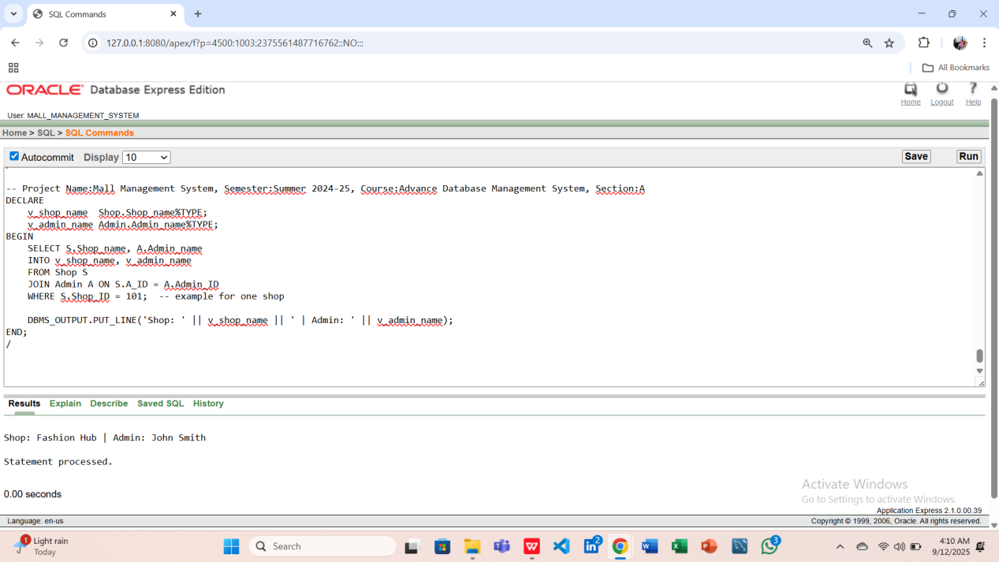 SQL Commands
127.0.0.1:8080/apex/f?p=4500:1003:2375561487716762::NO:::
All Bookmarks
ORACLE® Database Express Edition
Home Logout Help
User: MALL_MANAGEMENT_SYSTEM
Home > SQL > SQL Commands
Autocommit Display 10 Save Run
-- Project Name:Mall Management System, Semester:Summer 2024-25, Course:Advance Database Management System, Section:A
DECLARE
    v_shop_name  Shop.Shop_name%TYPE;
    v_admin_name Admin.Admin_name%TYPE;
BEGIN
    SELECT S.Shop_name, A.Admin_name
    INTO v_shop_name, v_admin_name
    FROM Shop S
    JOIN Admin A ON S.A_ID = A.Admin_ID
    WHERE S.Shop_ID = 101;  -- example for one shop
    DBMS_OUTPUT.PUT_LINE('Shop: ' || v_shop_name || ' | Admin: ' || v_admin_name);
END;
/
Results Explain Describe Saved SQL History
Shop: Fashion Hub | Admin: John Smith
Statement processed.
0.00 seconds
Activate Windows
Go to Settings to activate Windows.
Application Express 2.1.0.00.39
Language: en-us Copyright © 1999, 2006, Oracle. All rights reserved.
1 Light rain
Today
Search
2
3
4:10 AM
9/12/2025